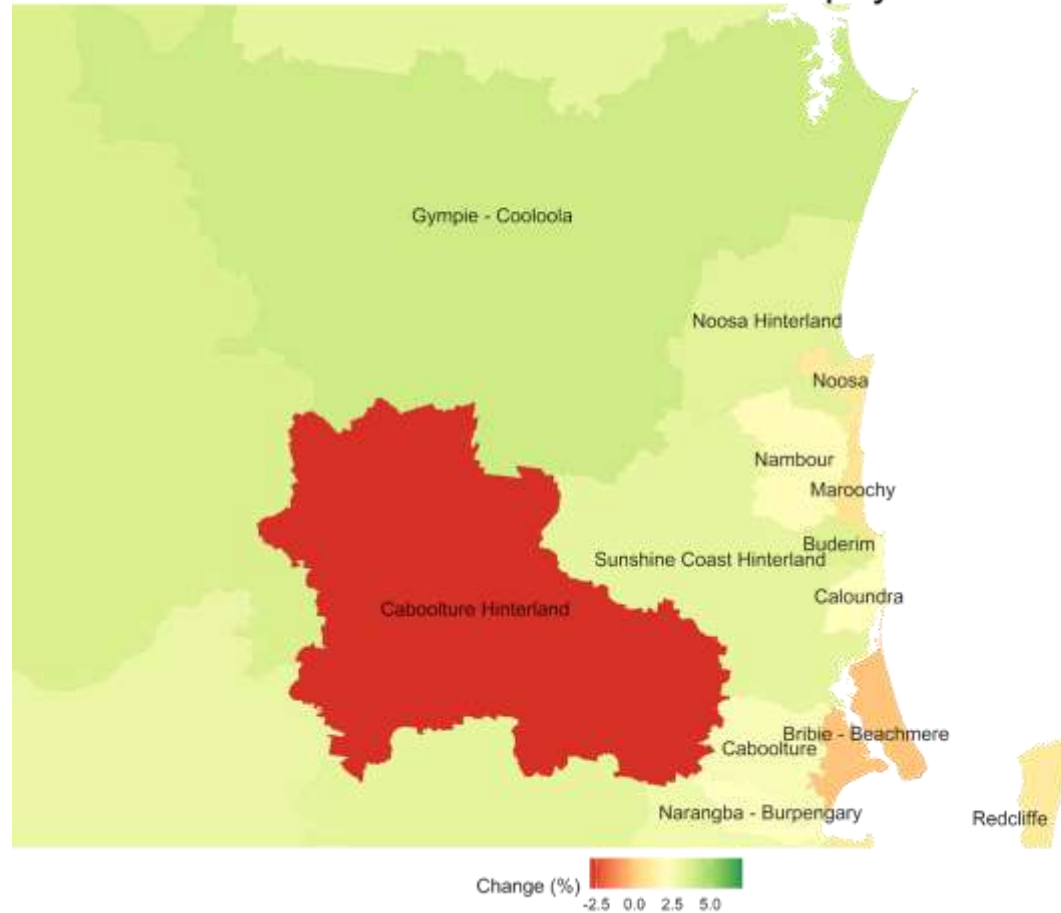 Gympie - Cooloola
Noosa Hinterland
Noosa
Nambour
Maroochy
Buderim
Sunshine Coast Hinterland
Caloundra
Caboolture Hinterland
Bribie - Beachmere
Caboolture
Narangba - Burpengary
Redcliffe
Change (%)
-2.5 0.0 2.5 5.0